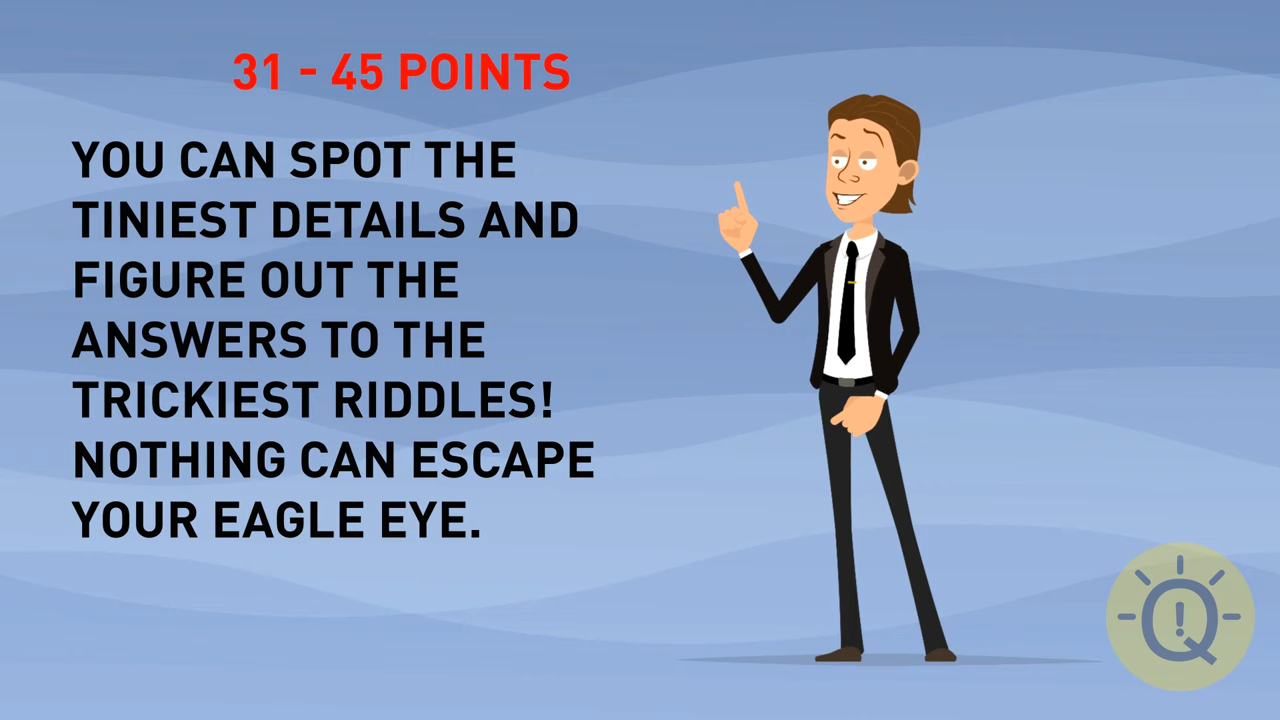 31 - 45 POINTS
YOU CAN SPOT THE
TINIEST DETAILS AND
FIGURE OUT THE
ANSWERS TO THE
TRICKIEST RIDDLES!
NOTHING CAN ESCAPE
YOUR EAGLE EYE.
Q!